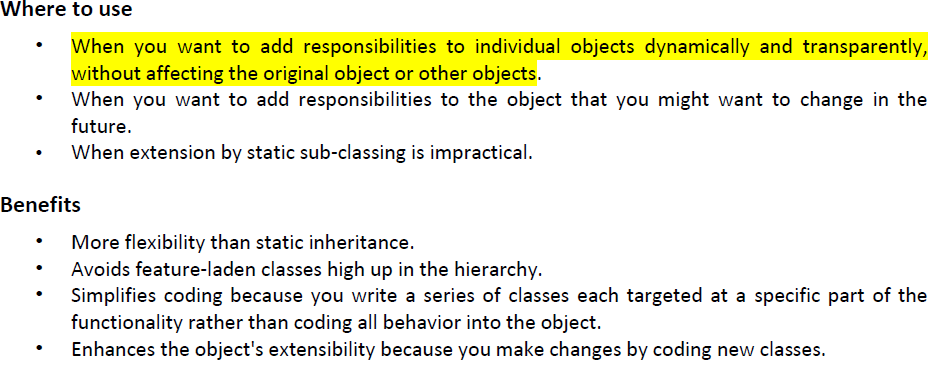 Where to use
• When you want to add responsibilities to individual objects dynamically and transparently,
without affecting the original object or other objects.
• When you want to add responsibilities to the object that you might want to change in the
future.
• When extension by static sub-classing is impractical.
Benefits
• More flexibility than static inheritance.
• Avoids feature-laden classes high up in the hierarchy.
• Simplifies coding because you write a series of classes each targeted at a specific part of the
functionality rather than coding all behavior into the object.
• Enhances the object's extensibility because you make changes by coding new classes.